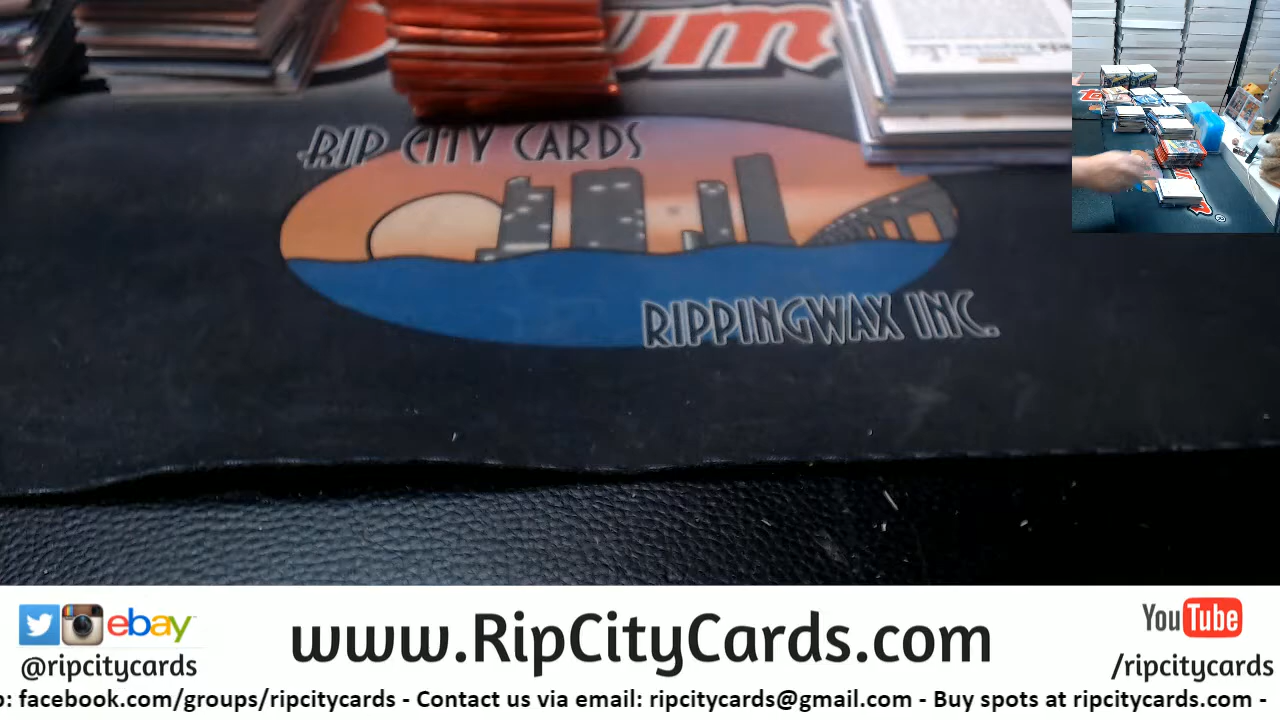 RIP CITY CARDS
RIPPINGWAX INC.
ebay
@ripcitycards
www.RipCityCards.com
YouTube
/ripcitycards
: facebook.com/groups/ripcitycards - Contact us via email: ripcitycards@gmail.com - Buy spots at ripcitycards.com -